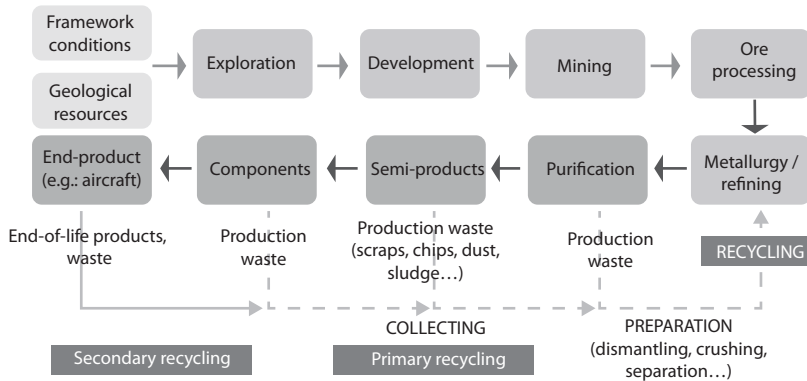 Framework
conditions
Geological
resources
Exploration
Development
Mining
Ore
processing
End-product
(e.g.: aircraft)
Components
Semi-products
Purification
Metallurgy /
refining
End-of-life products,
waste
Production
waste
Production waste
(scraps, chips, dust,
sludge…)
Production
waste
RECYCLING
COLLECTING
PREPARATION
(dismantling, crushing,
separation…)
Secondary recycling
Primary recycling